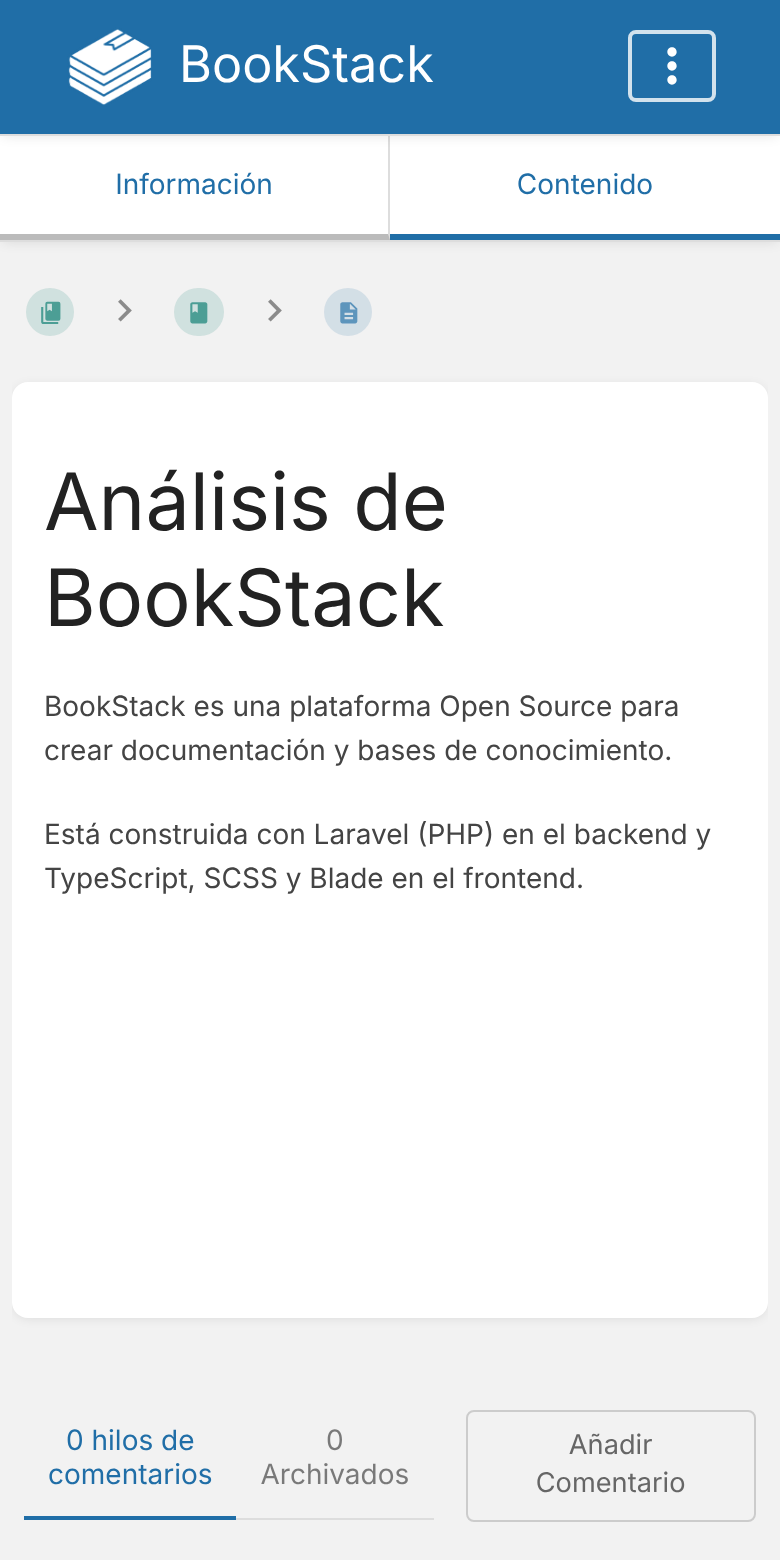 BookStack
Información
Contenido
Análisis de
BookStack
BookStack es una plataforma Open Source para
crear documentación y bases de conocimiento.
Está construida con Laravel (PHP) en el backend y
TypeScript, SCSS y Blade en el frontend.
0 hilos de
comentarios
0
Archivados
Añadir
Comentario